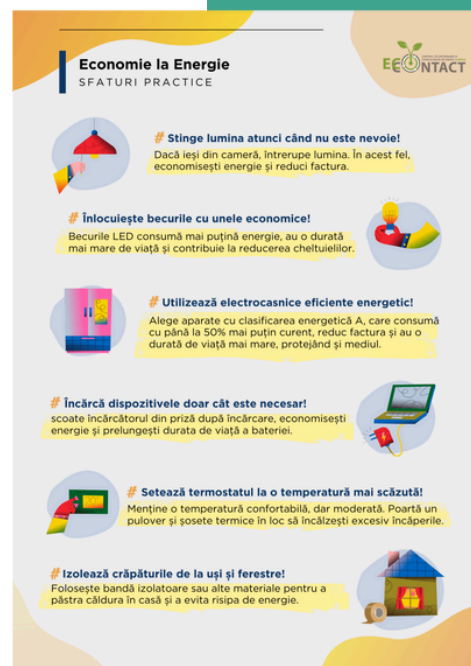 Economie la Energie
SFATURI PRACTICE
ECONTACT
# Stinge lumina atunci când nu este nevoie!
Dacă ieși din cameră, întrerupe lumina. În acest fel,
economisești energie și reduci factura.
# Înlocuiește becurile cu unele economice!
Becurile LED consumă mai puțină energie, au o durată
mai mare de viață și contribuie la reducerea cheltuielilor.
# Utilizează electrocasnice eficiente energetic!
Alege aparate cu clasificarea energetică A, care consumă
cu până la 50% mai puțin curent, reduc factura și au o
durată de viață mai mare, protejând și mediul.
# Încărcă dispozitivele doar cât este necesar!
scoate încărcătorul din priză după încărcare, economisești
energie și prelungești durata de viață a bateriei.
# Setează termostatul la o temperatură mai scăzută!
Menține o temperatură confortabilă, dar moderată. Poartă un
pulover și șosete termice în loc să încălzești excesiv încăperile.
# Izolează crăpăturile de la uși și ferestre!
Folosește bandă izolatoare sau alte materiale pentru a
păstra căldura în casă și a evita risipa de energie.